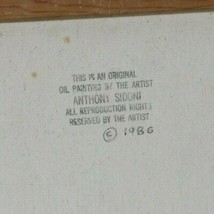 THIS IS AN ORIGINAL
OIL PAINTING BY THE ARTIST
ANTHONY SIDONI
ALL REPRODUCTION RIGHTS
RESERVED BY THE ARTIST
© 1986